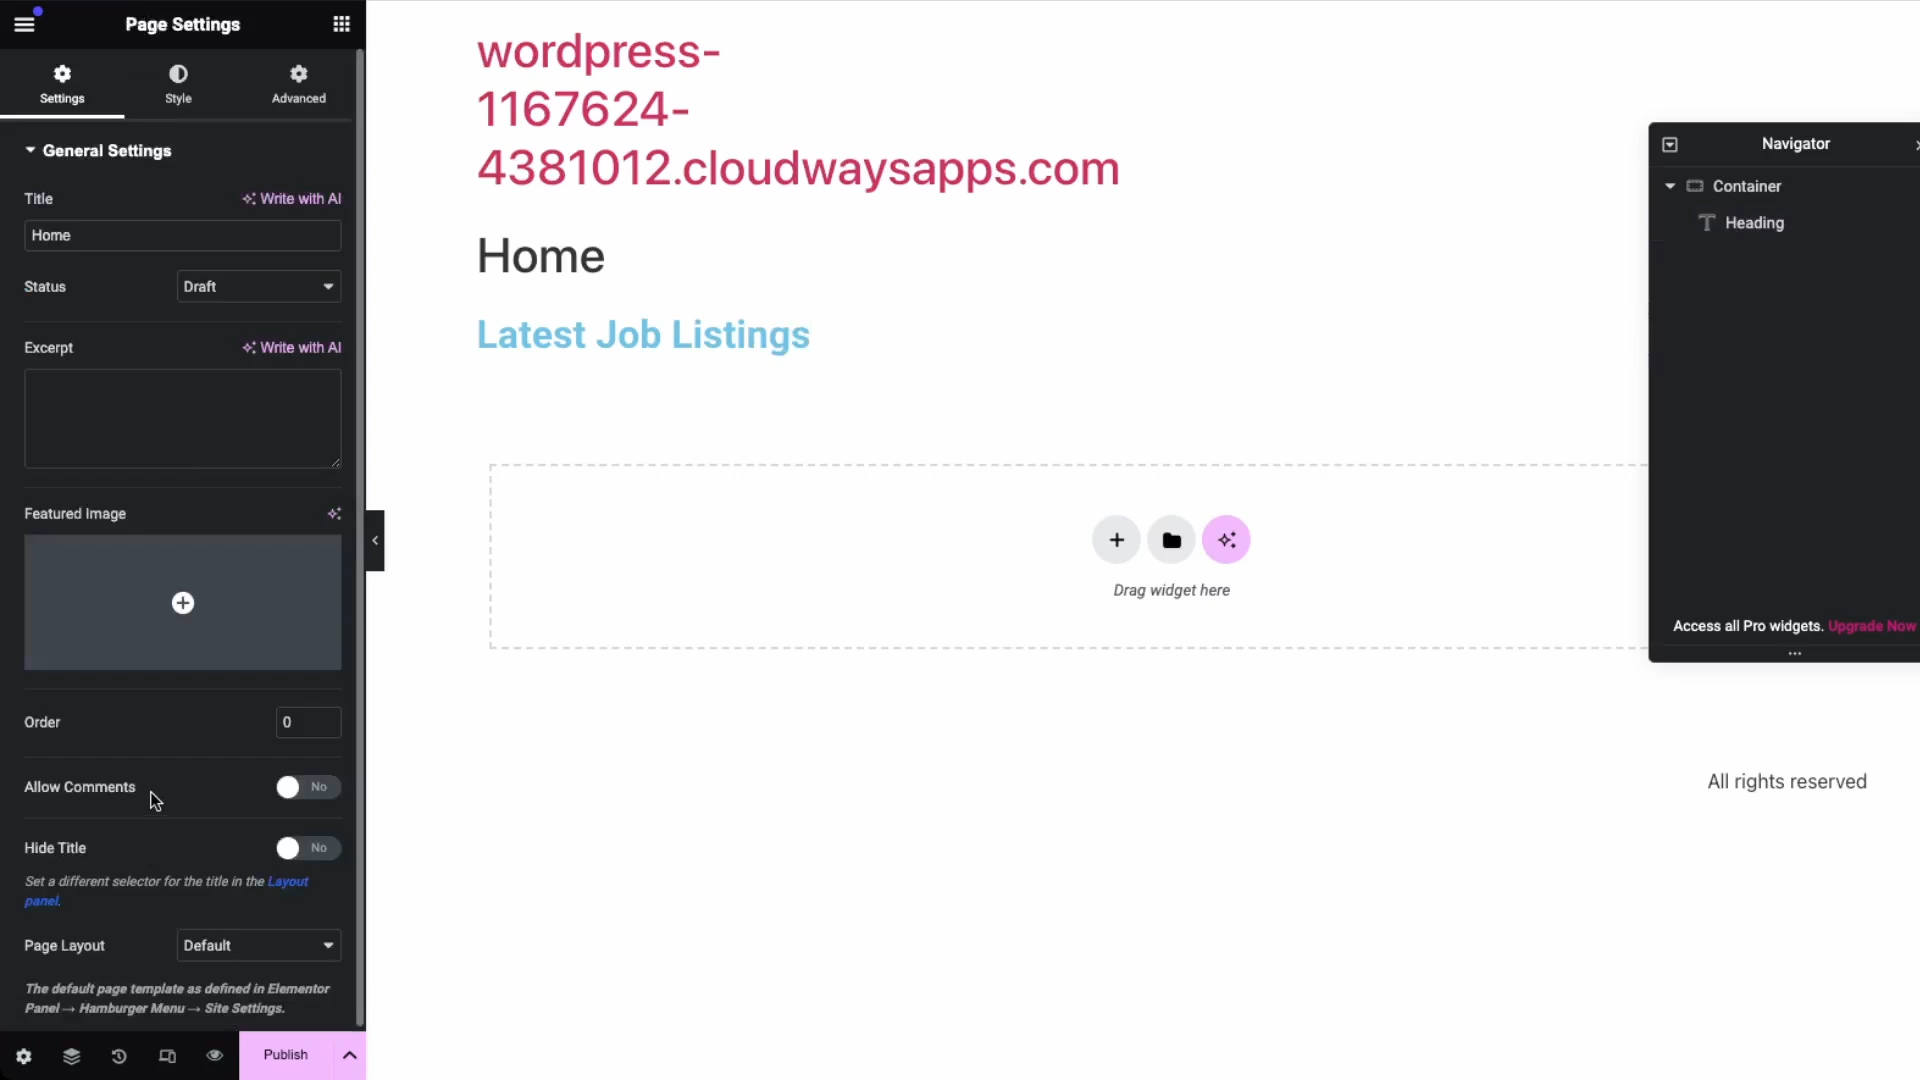 Page Settings
Settings
Style
Advanced
General Settings
Title
Write with AI
Home
Status
Draft
Excerpt
Write with AI
Featured Image
Order
0
Allow Comments
No
Hide Title
No
Set a different selector for the title in the Layout
panel.
Page Layout
Default
The default page template as defined in Elementor
Panel → Hamburger Menu → Site Settings.
Publish
wordpress-
1167624-
4381012.cloudwaysapps.com
Home
Latest Job Listings
Drag widget here
All rights reserved
Navigator
Container
Heading
Access all Pro widgets. Upgrade Now